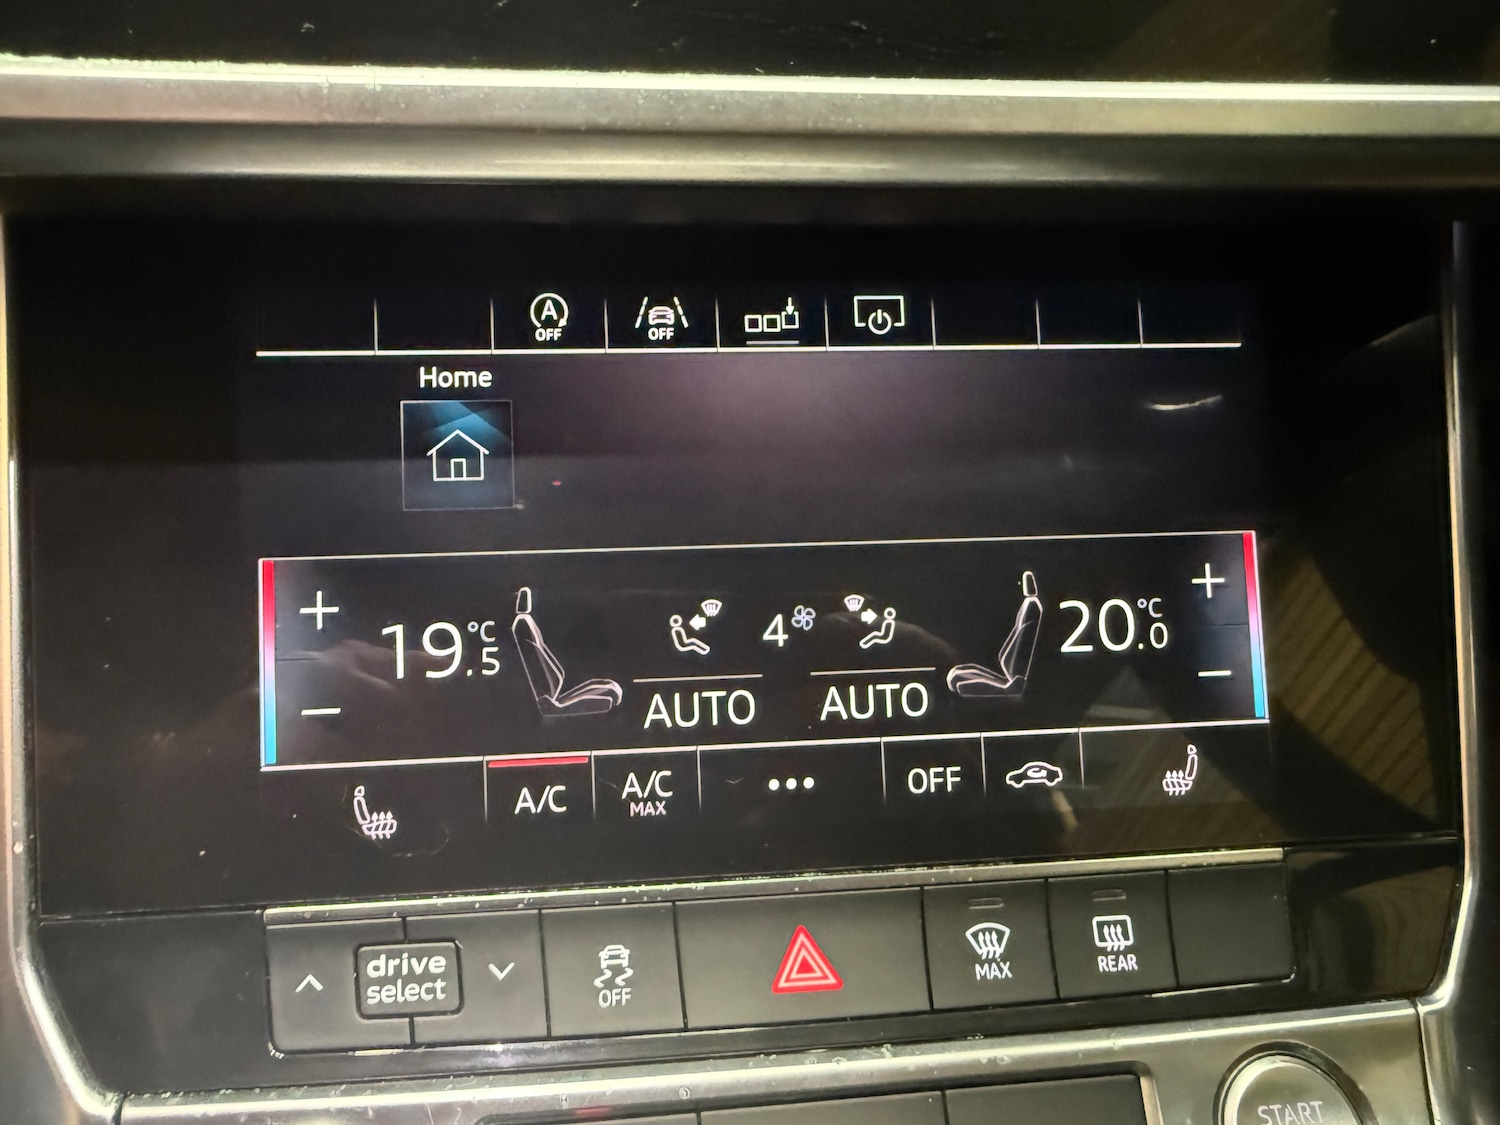 A
OFF
OFF
Home
19.5 °C
4
20.0 °C
AUTO
AUTO
A/C
A/C
MAX
OFF
drive
select
OFF
MAX
REAR
START